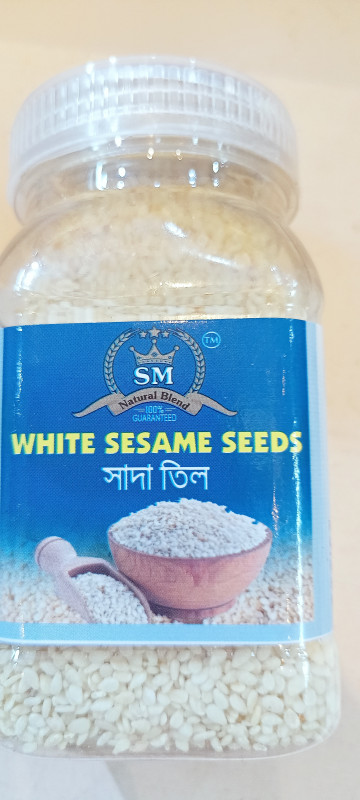 TM
SM
Natural Blend
100%
GUARANTEED
WHITE SESAME SEEDS
সাদা তিল